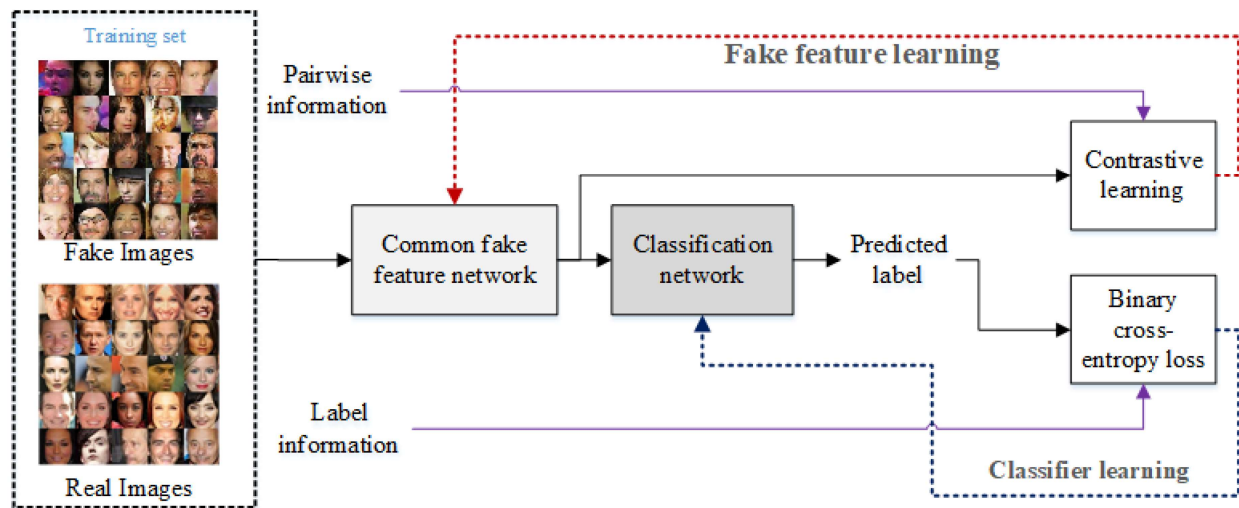 Training set
Fake Images
Real Images
Pairwise
information
Fake feature learning
Contrastive
learning
Common fake
feature network
Classification
network
Predicted
label
Binary
cross-
entropy loss
Label
information
Classifier learning